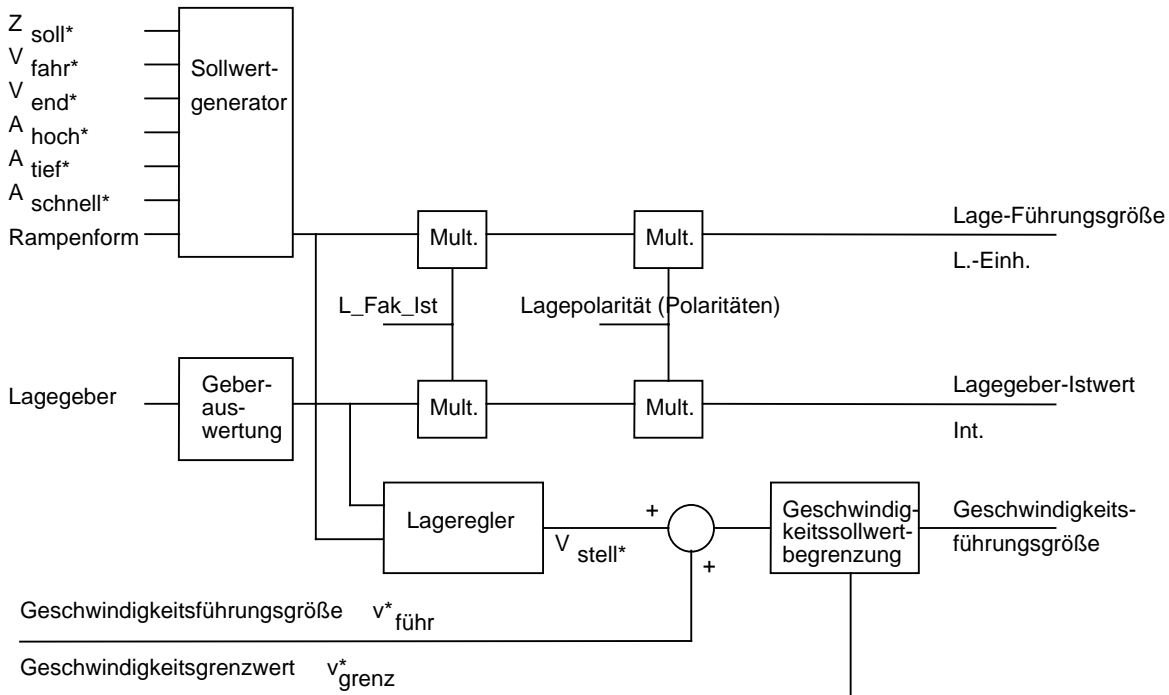 Z soll*
V fahr*
V end*
A hoch*
A tief*
A schnell*
Rampenform
Sollwert-
generator
Mult.
Mult.
Lage-Führungsgröße
L.-Einh.
L_Fak_Ist
Lagepolarität (Polaritäten)
Lagegeber
Geber-
aus-
wertung
Mult.
Mult.
Lagegeber-Istwert
Int.
Lageregler
V stell*
+
+
Geschwindig-
keitssollwert-
begrenzung
Geschwindigkeits-
führungsgröße
Geschwindigkeitsführungsgröße v* führ
Geschwindigkeitsgrenzwert v* grenz